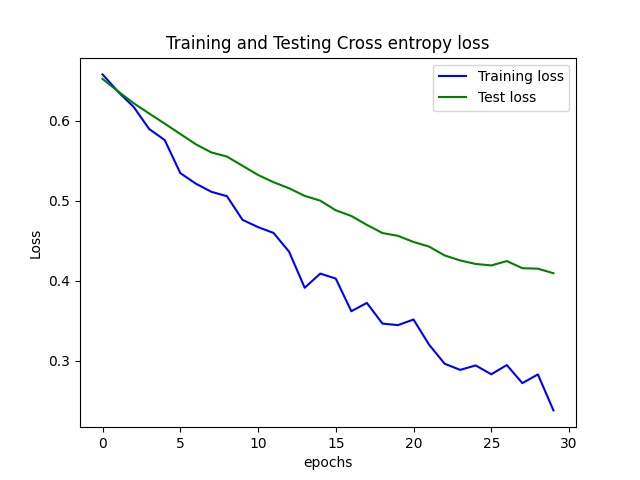 Training and Testing Cross entropy loss
Training loss
Test loss
Loss
0.6
0.5
0.4
0.3
0 5 10 15 20 25 30
epochs